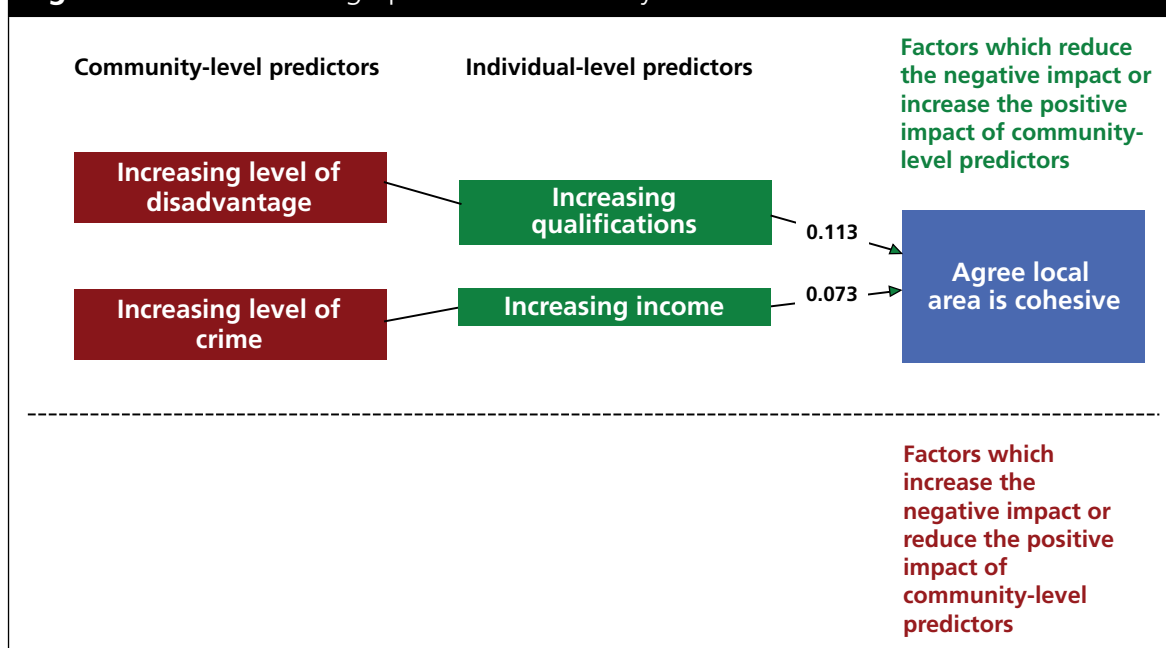 Community-level predictors
Individual-level predictors
Factors which reduce
the negative impact or
increase the positive
impact of community-
level predictors
Increasing level of
disadvantage
Increasing
qualifications
0.113
Agree local
area is cohesive
Increasing level of
crime
Increasing income
0.073
Factors which
increase the
negative impact or
reduce the positive
impact of
community-level
predictors